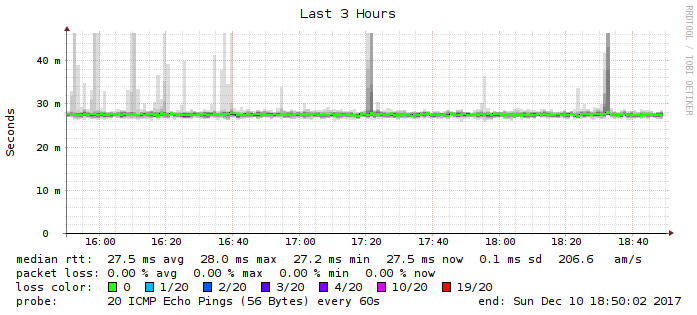 Last 3 Hours
RRDTOOL / TOBI OETIKER
Seconds
40 m
30 m
20 m
10 m
0
16:00 16:20 16:40 17:00 17:20 17:40 18:00 18:20 18:40
median rtt: 27.5 ms avg 28.0 ms max 27.2 ms min 27.5 ms now 0.1 ms sd 206.6 am/s
packet loss: 0.00 % avg 0.00 % max 0.00 % min 0.00 % now
loss color: 0 1/20 2/20 3/20 4/20 10/20 19/20
probe: 20 ICMP Echo Pings (56 Bytes) every 60s end: Sun Dec 10 18:50:02 2017